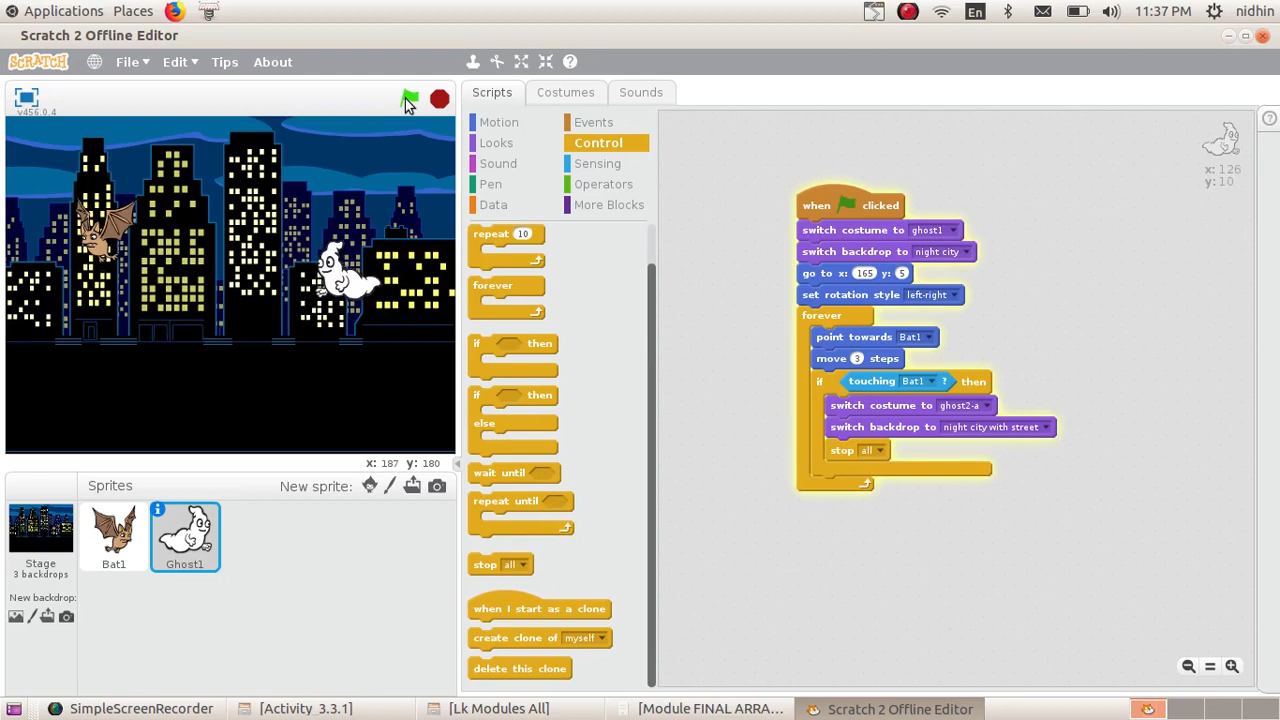 Applications Places En 11:37 PM nidhin
Scratch 2 Offline Editor
SCRATCH File Edit Tips About
v456.0.4
Scripts Costumes Sounds
Motion Events
Looks Control
Sound Sensing
Pen Operators
Data More Blocks
repeat 10
forever
if then
if then
else
wait until
repeat until
stop all
when I start as a clone
create clone of myself
delete this clone
x: 126
y: 10
when clicked
switch costume to ghost1
switch backdrop to night city
go to x: 165 y: 5
set rotation style left-right
forever
point towards Bat1
move 3 steps
if touching Bat1 ? then
switch costume to ghost2-a
switch backdrop to night city with street
stop all
x: 187 y: 180
Sprites New sprite:
Stage
3 backdrops
New backdrop:
Bat1
Ghost1
SimpleScreenRecorder [Activity_3.3.1] [Lk Modules All] [Module FINAL ARRA... Scratch 2 Offline Editor